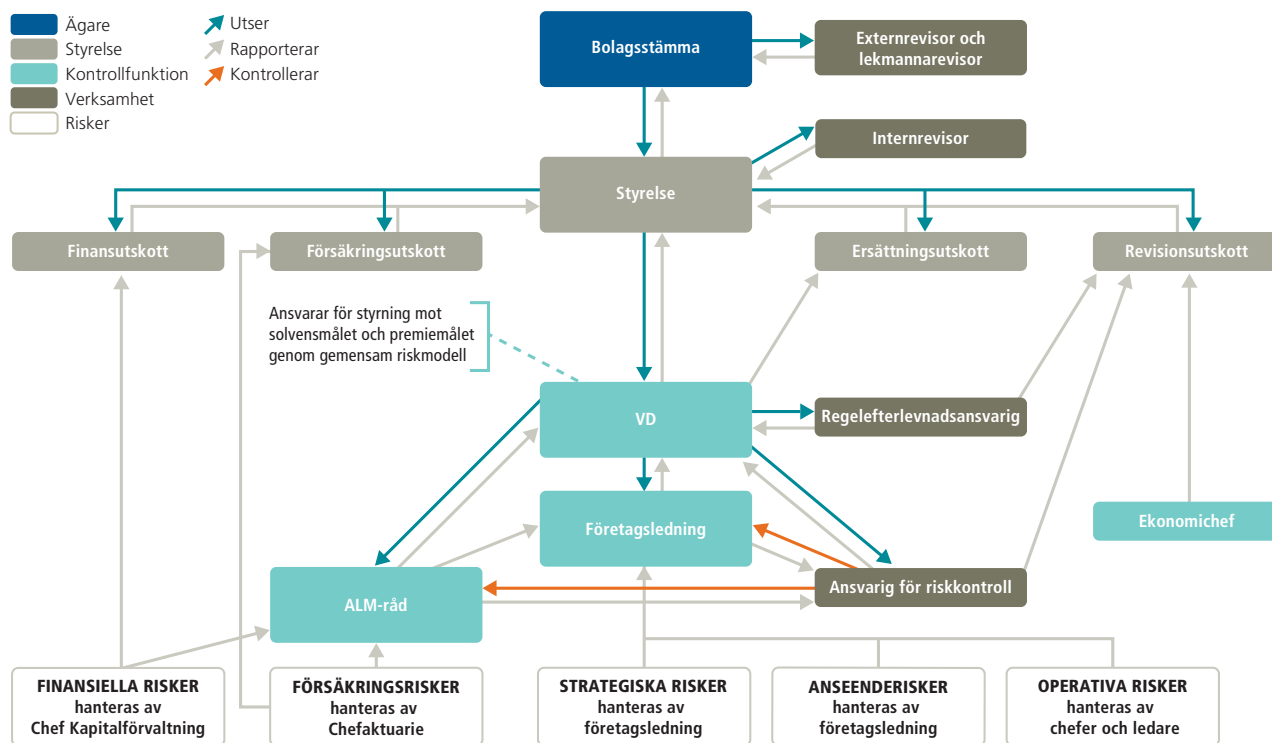 Ägare
Styrelse
Kontrollfunktion
Verksamhet
Risker
Utser
Rapporterar
Kontrollerar
Bolagsstämma
Externrevisor och
lekmannarevisor
Internrevisor
Styrelse
Finansutskott
Försäkringsutskott
Ersättningsutskott
Revisionsutskott
Ansvarar för styrning mot
solvensmålet och premiemålet
genom gemensam riskmodell
VD
Regelefterlevnadsansvarig
Företagsledning
Ekonomichef
ALM-råd
Ansvarig för riskkontroll
FINANSIELLA RISKER
hanteras av
Chef Kapitalförvaltning
FÖRSÄKRINGSRISKER
hanteras av
Chefaktuarie
STRATEGISKA RISKER
hanteras av
företagsledning
ANSEENDERISKER
hanteras av
företagsledning
OPERATIVA RISKER
hanteras av
chefer och ledare